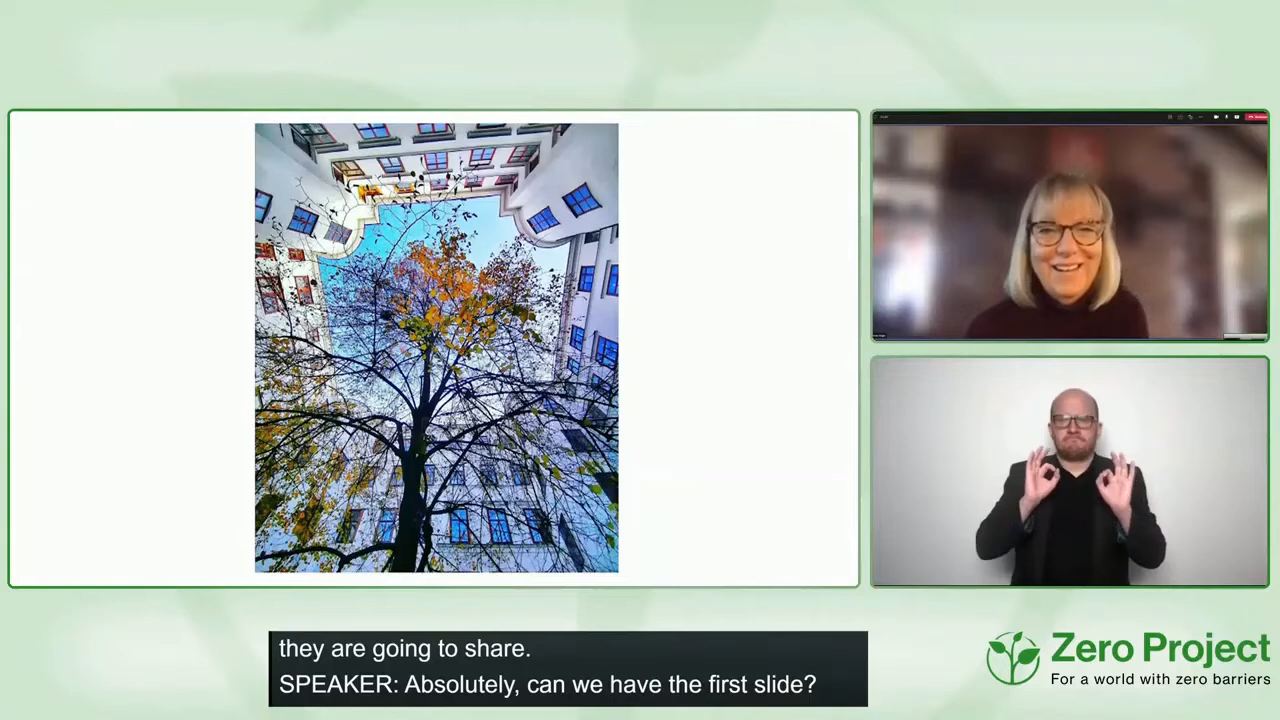 they are going to share.
SPEAKER: Absolutely, can we have the first slide?
Zero Project
For a world with zero barriers